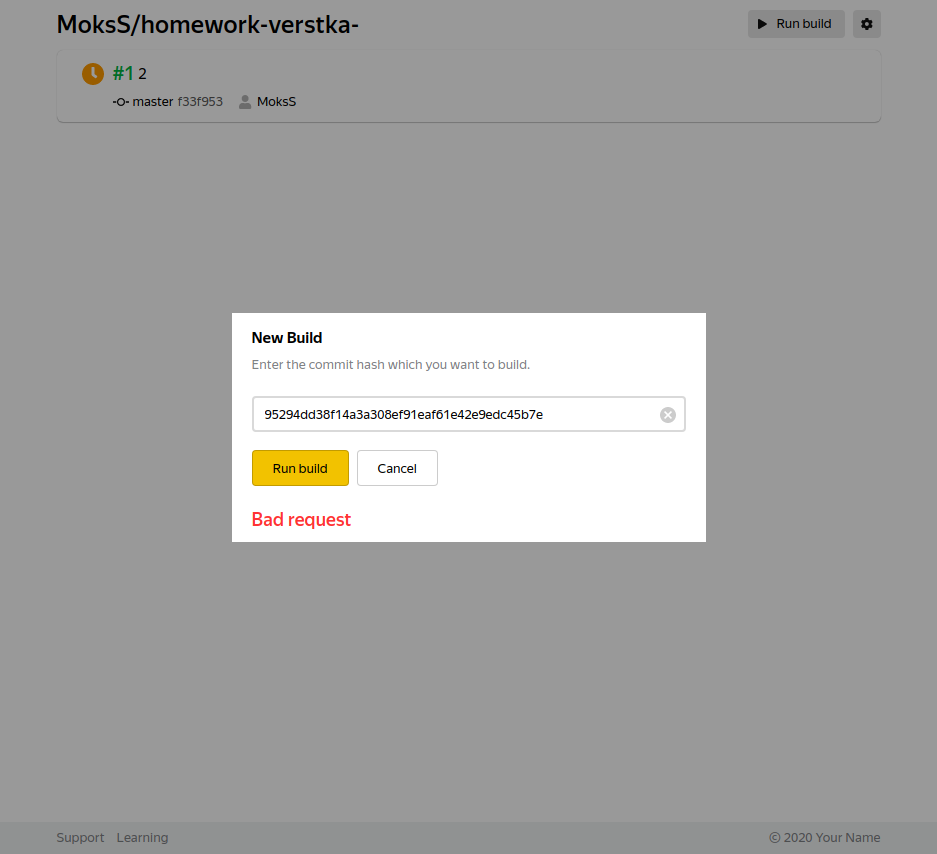 MoksS/homework-verstka-
Run build
#1 2
master f33f953 MoksS
New Build
Enter the commit hash which you want to build.
95294dd38f14a3a308ef91eaf61e42e9edc45b7e
Run build Cancel
Bad request
Support Learning
© 2020 Your Name